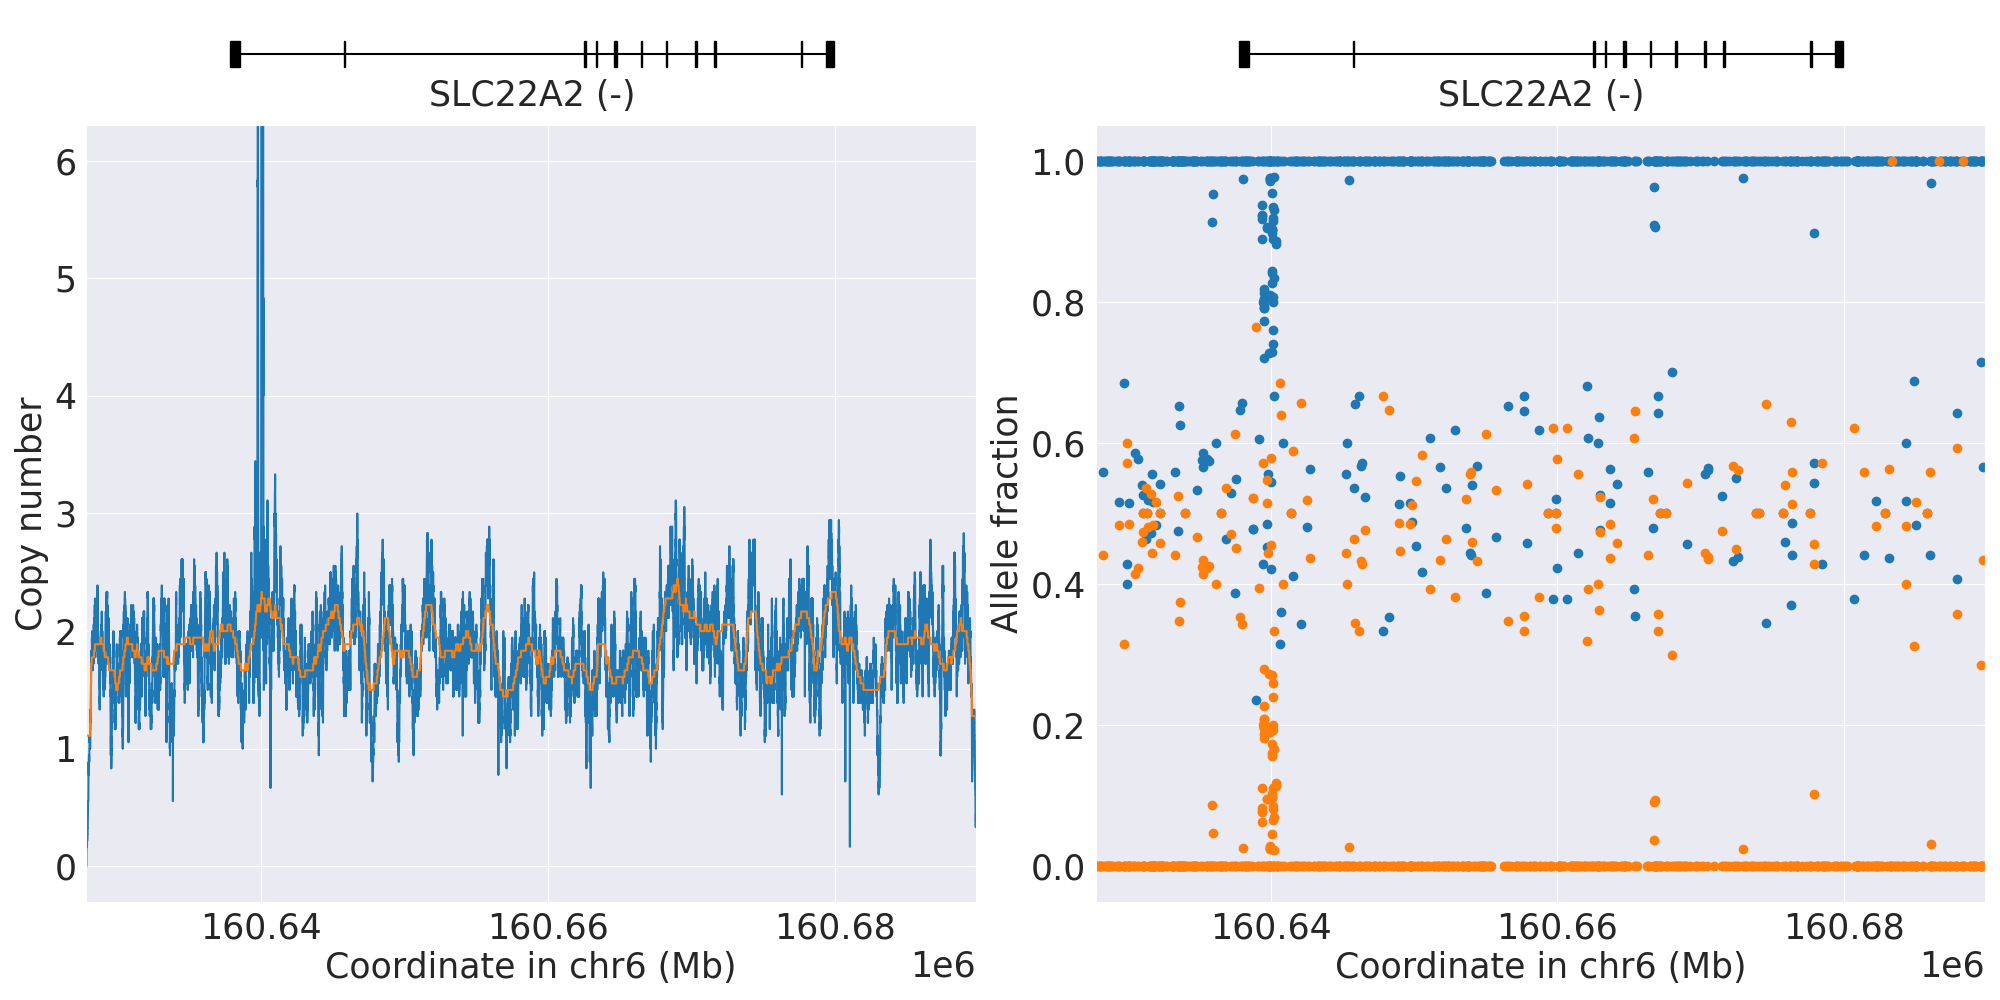 SLC22A2 (-)
Copy number
6
5
4
3
2
1
0
160.64 160.66 160.68
1e6
Coordinate in chr6 (Mb)
SLC22A2 (-)
Allele fraction
1.0
0.8
0.6
0.4
0.2
0.0
160.64 160.66 160.68
1e6
Coordinate in chr6 (Mb)